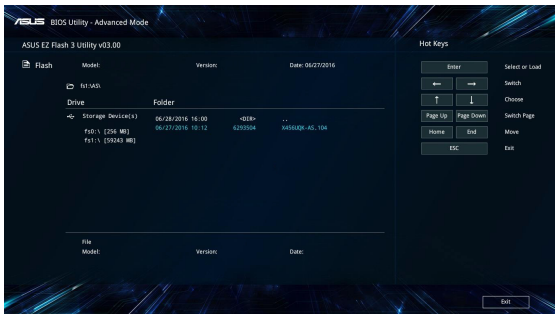 ASUS BIOS Utility - Advanced Mode
ASUS EZ Flash 3 Utility v03.00
Hot Keys
Flash Model: Version: Date: 06/27/2016
fs1:\AS\
Drive Folder
Storage Device(s)
fs0:\ [256 MB]
fs1:\ [59243 MB]
06/28/2016 16:00 <DIR> ..
06/27/2016 10:12 6293504 X456UQK-AS.104
File
Model: Version: Date:
Enter Select or Load
← → Switch
↑ ↓ Choose
Page Up Page Down Switch Page
Home End Move
ESC Exit
Exit